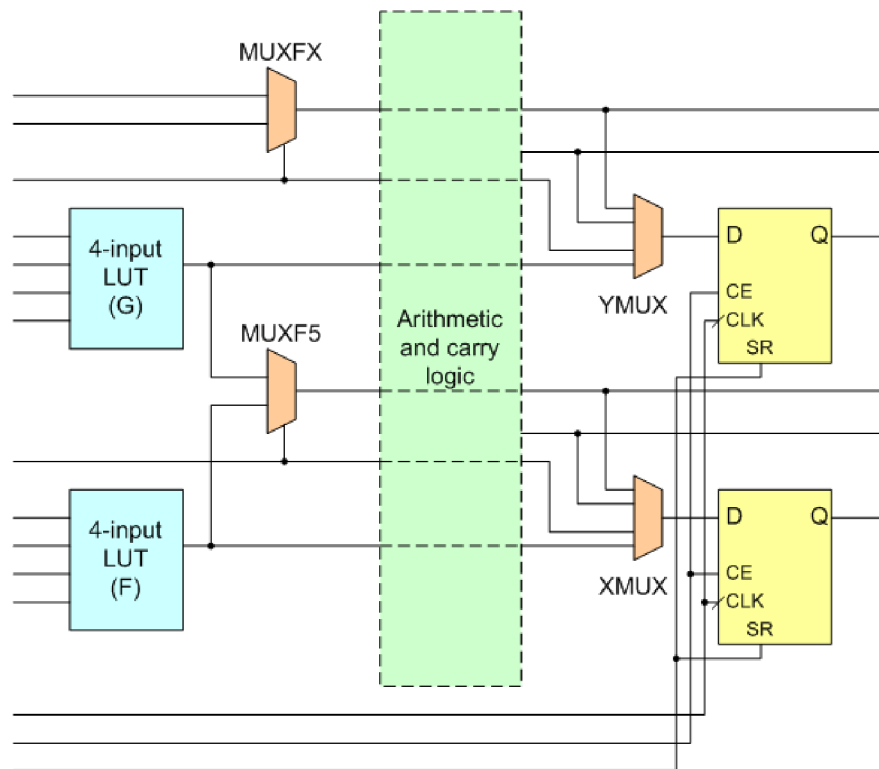 MUXFX
4-input
LUT
(G)
D
Q
CE
CLK
SR
YMUX
MUXF5
Arithmetic
and carry
logic
4-input
LUT
(F)
D
Q
CE
CLK
SR
XMUX